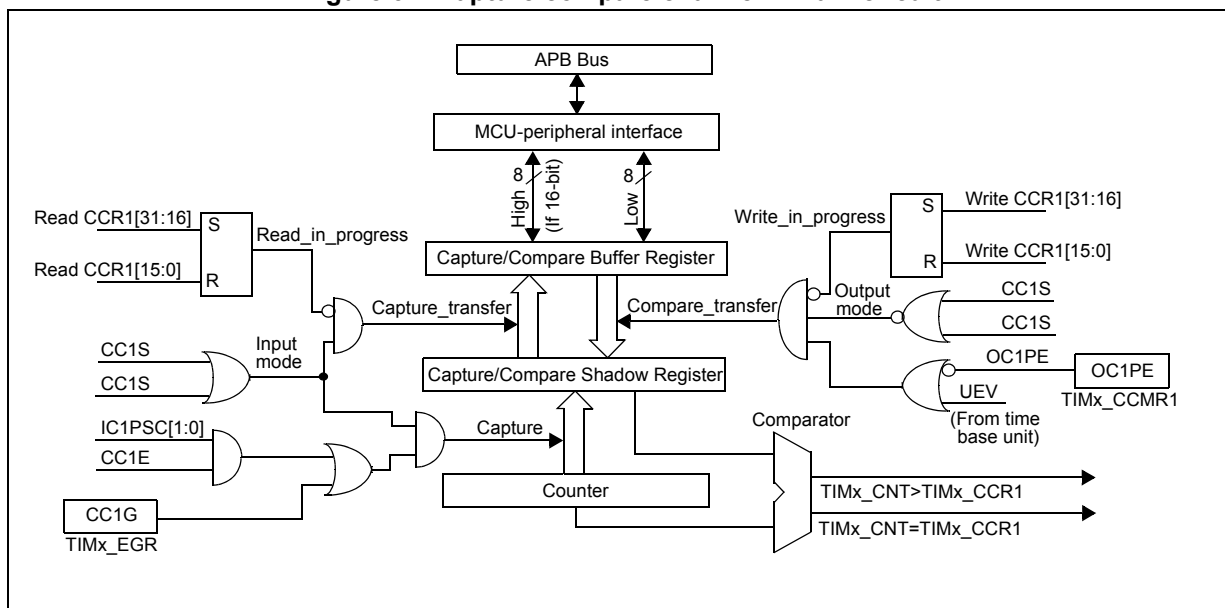 APB Bus
MCU-peripheral interface
8
High
(If 16-bit)
8
Low
Read CCR1[31:16]
S
Read_in_progress
Read CCR1[15:0]
R
Write_in_progress
S
Write CCR1[31:16]
R
Write CCR1[15:0]
Capture/Compare Buffer Register
Capture_transfer
Compare_transfer
Output
mode
CC1S
CC1S
Input
mode
CC1S
CC1S
Capture/Compare Shadow Register
OC1PE
OC1PE
UEV
TIMx_CCMR1
(From time
base unit)
IC1PSC[1:0]
CC1E
Capture
Comparator
Counter
CC1G
TIMx_EGR
TIMx_CNT>TIMx_CCR1
TIMx_CNT=TIMx_CCR1